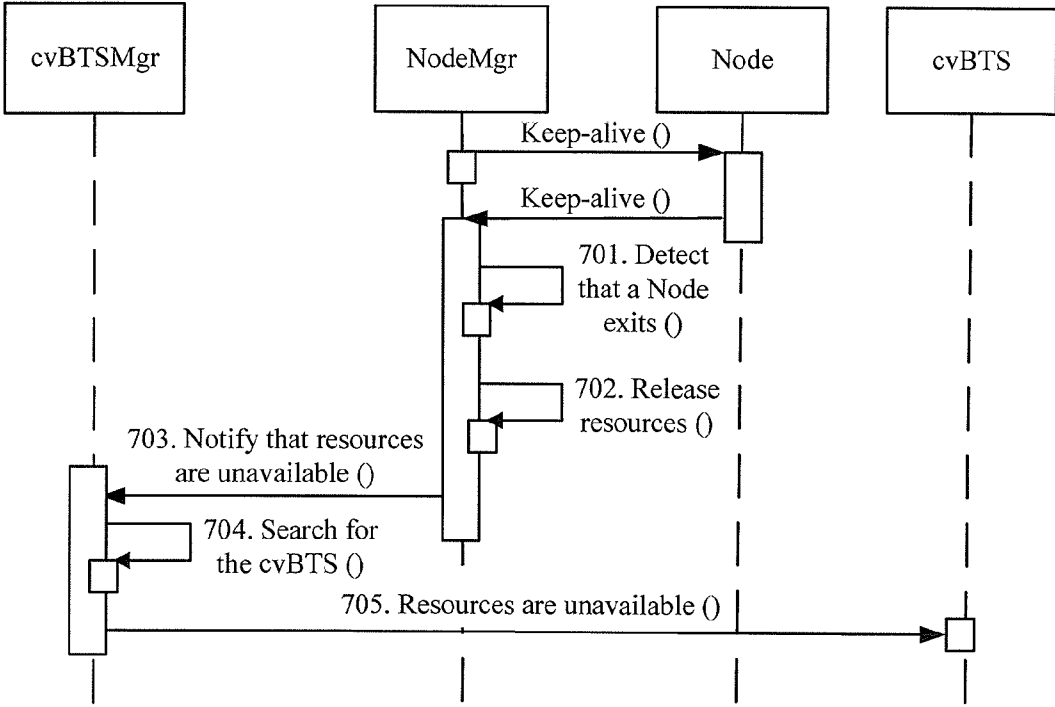 cvBTSMgr
NodeMgr
Node
cvBTS
Keep-alive ()
Keep-alive ()
701. Detect
that a Node
exits ()
702. Release
resources ()
703. Notify that resources
are unavailable ()
704. Search for
the cvBTS ()
705. Resources are unavailable ()